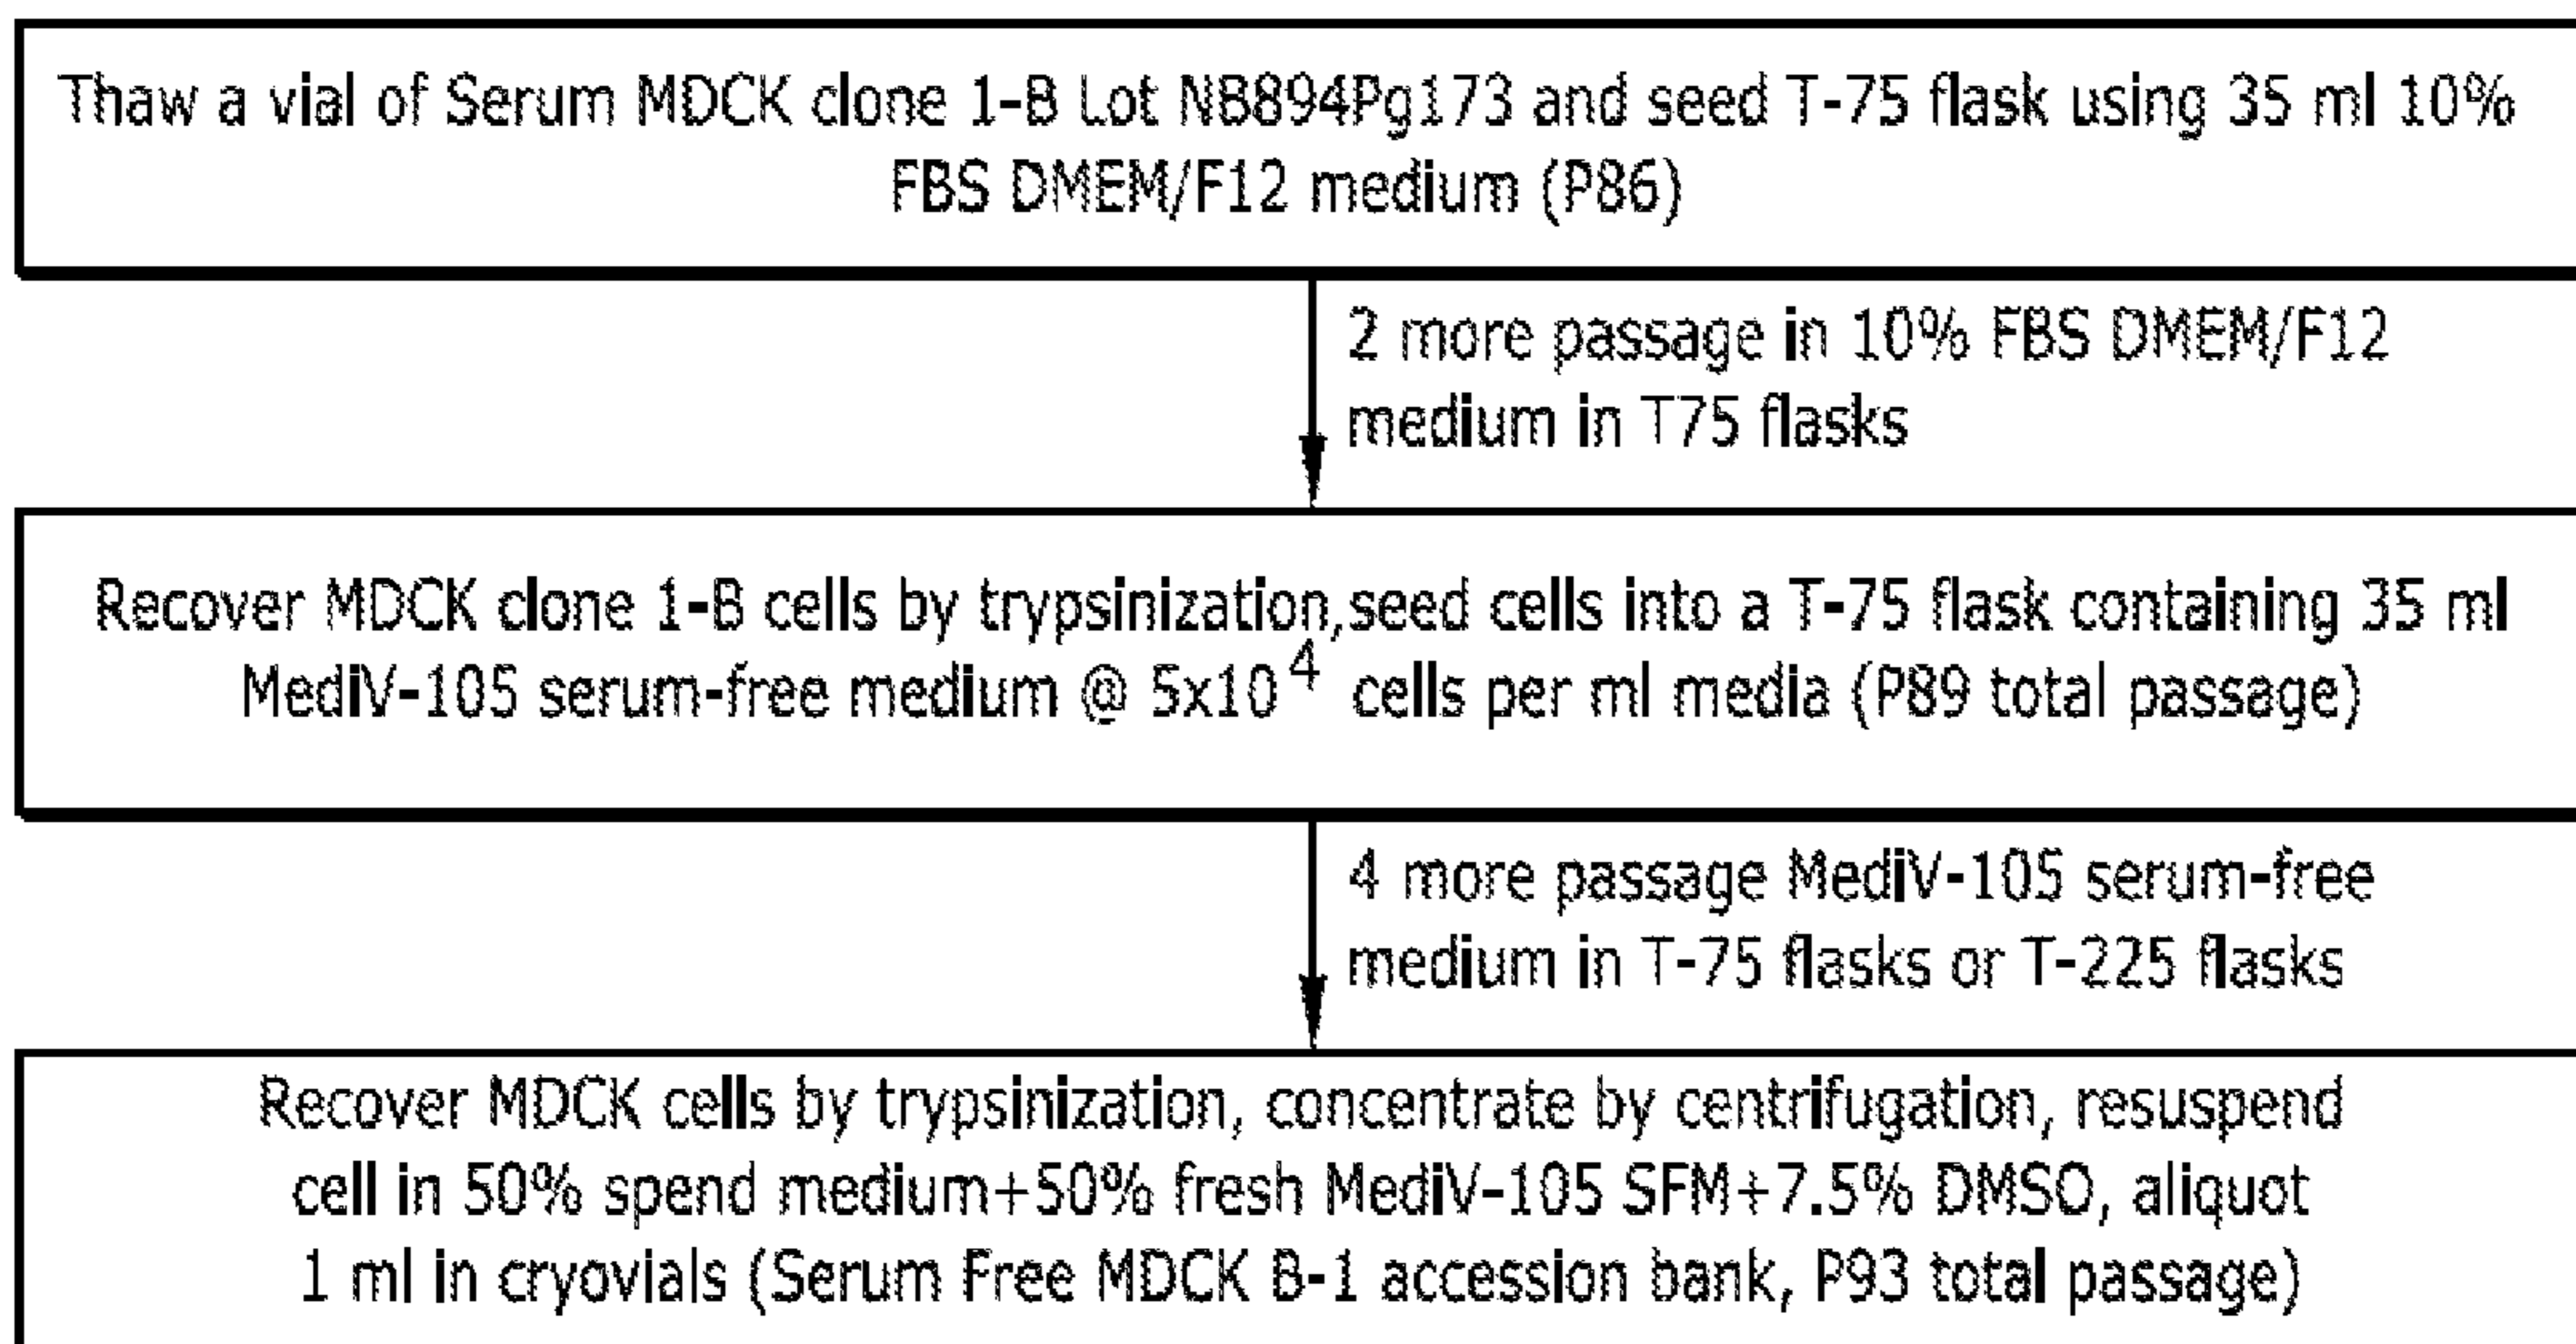 Thaw a vial of Serum MDCK clone 1-B Lot NB894Pg173 and seed T-75 flask using 35 ml 10%
FBS DMEM/F12 medium (P86)
2 more passage in 10% FBS DMEM/F12
medium in T75 flasks
Recover MDCK clone 1-B cells by trypsinization,seed cells into a T-75 flask containing 35 ml
MediV-105 serum-free medium @ 5x10⁴ cells per ml media (P89 total passage)
4 more passage MediV-105 serum-free
medium in T-75 flasks or T-225 flasks
Recover MDCK cells by trypsinization, concentrate by centrifugation, resuspend
cell in 50% spend medium+50% fresh MediV-105 SFM+7.5% DMSO, aliquot
1 ml in cryovials (Serum Free MDCK B-1 accession bank, P93 total passage)